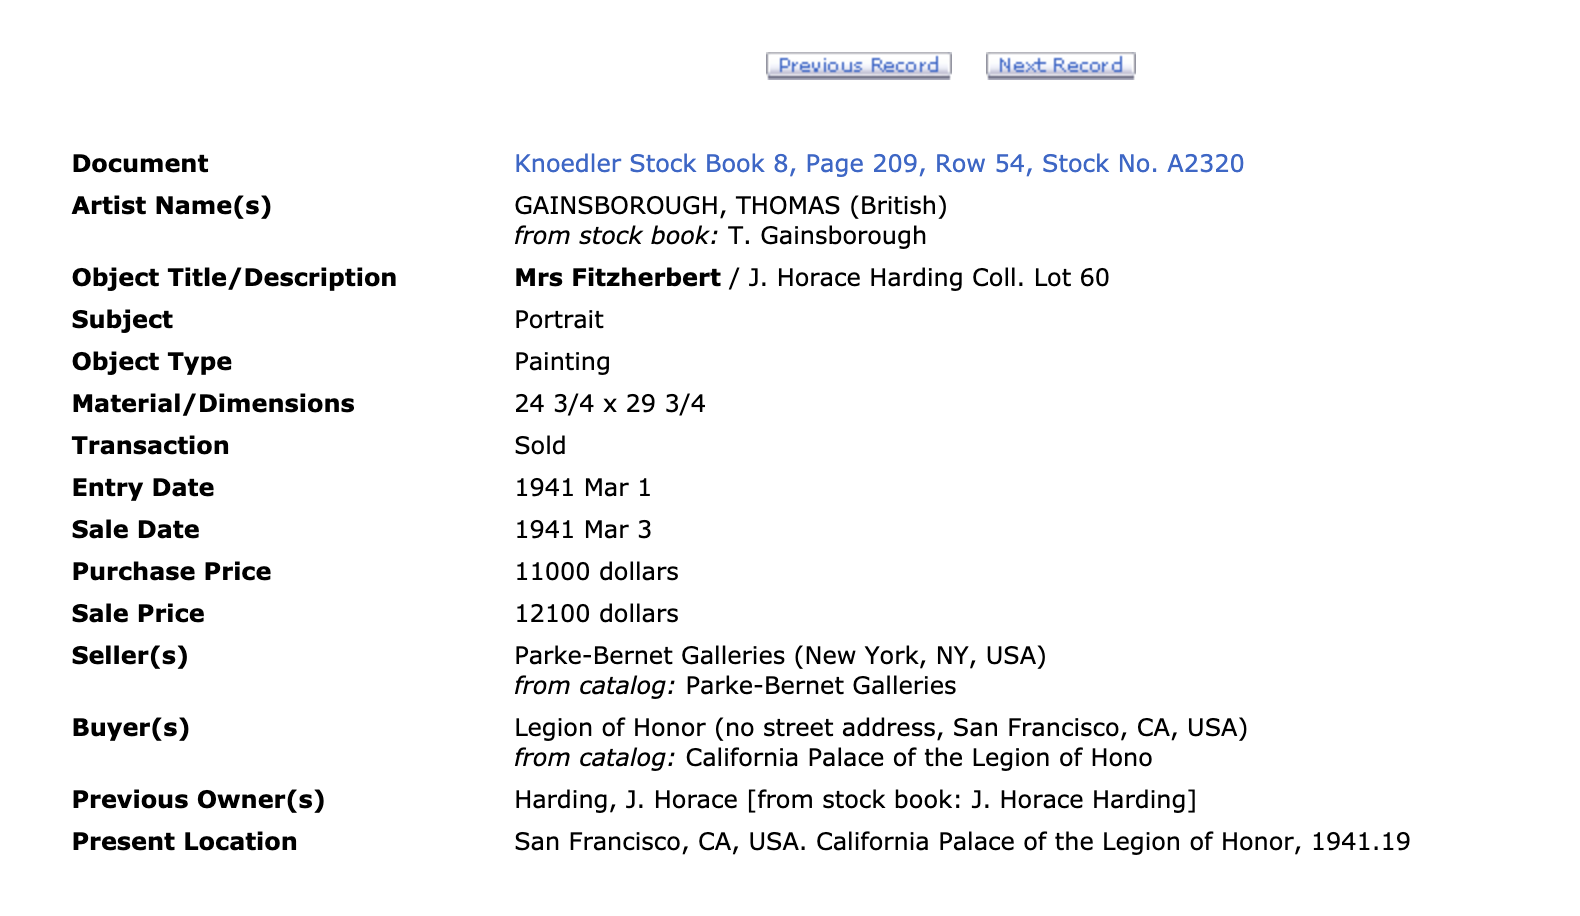 Previous Record Next Record
Document Knoedler Stock Book 8, Page 209, Row 54, Stock No. A2320
Artist Name(s) GAINSBOROUGH, THOMAS (British)
from stock book: T. Gainsborough
Object Title/Description Mrs Fitzherbert / J. Horace Harding Coll. Lot 60
Subject Portrait
Object Type Painting
Material/Dimensions 24 3/4 x 29 3/4
Transaction Sold
Entry Date 1941 Mar 1
Sale Date 1941 Mar 3
Purchase Price 11000 dollars
Sale Price 12100 dollars
Seller(s) Parke-Bernet Galleries (New York, NY, USA)
from catalog: Parke-Bernet Galleries
Buyer(s) Legion of Honor (no street address, San Francisco, CA, USA)
from catalog: California Palace of the Legion of Hono
Previous Owner(s) Harding, J. Horace [from stock book: J. Horace Harding]
Present Location San Francisco, CA, USA. California Palace of the Legion of Honor, 1941.19